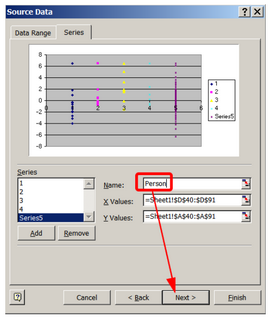 Source Data
Data Range
Series
8
6
4
2
0
-2
-4
-6
-8
1
2
3
4
5
6
1
2
3
4
Series5
Series
1
2
3
4
Series5
Add
Remove
Name:
Person
X Values:
=Sheet1!$D$40:$D$91
Y Values:
=Sheet1!$A$40:$A$91
Cancel
< Back
Next >
Finish